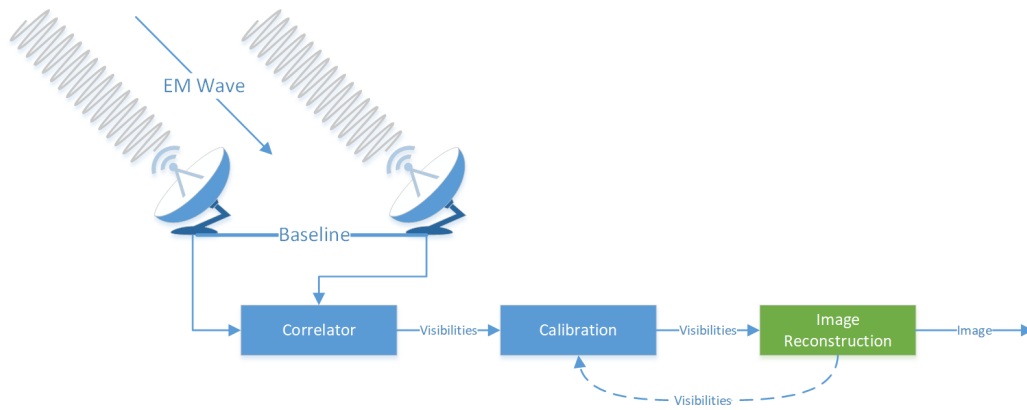 EM Wave
Baseline
Correlator
Visibilities
Calibration
Visibilities
Image
Reconstruction
Image
Visibilities